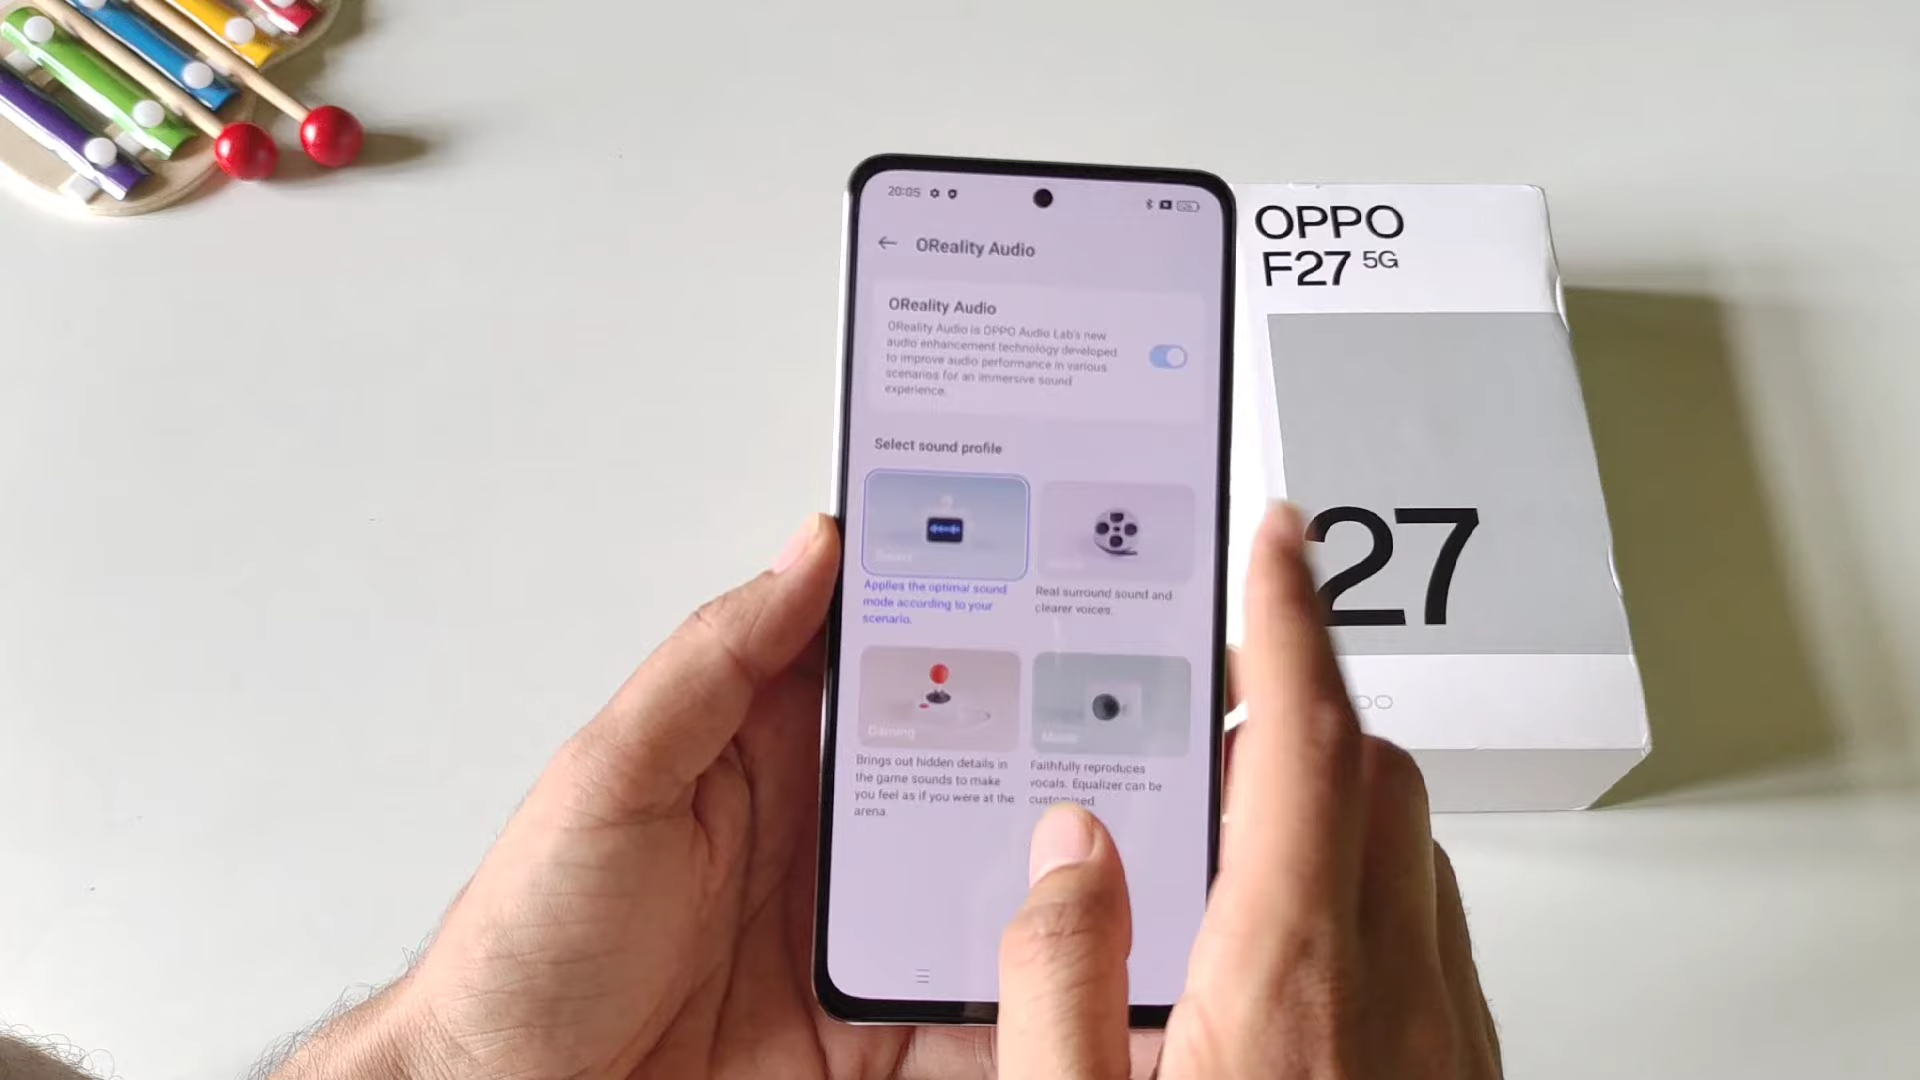 20:05
OReality Audio
OReality Audio
OReality Audio is OPPO Audio Lab's new
audio enhancement technology developed
to improve audio performance in various
scenarios for an immersive sound
experience.
Select sound profile
Applies the optimal sound
mode according to your
scenario.
Real surround sound and
clearer voices.
Gaming
Brings out hidden details in
the game sounds to make
you feel as if you were at the
arena.
Music
Faithfully reproduces
vocals. Equalizer can be
customised.
OPPO
F27 5G
27